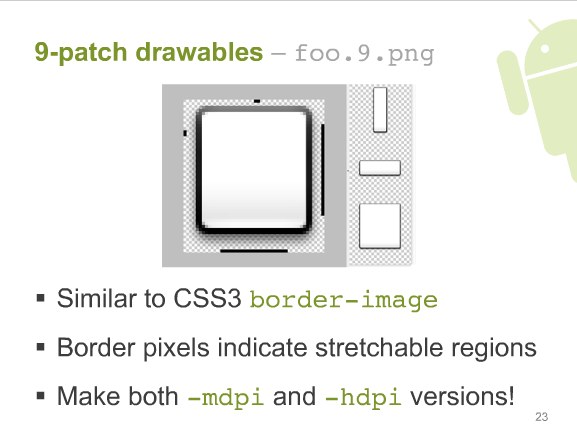 9-patch drawables – foo.9.png
▪ Similar to CSS3 border-image
▪ Border pixels indicate stretchable regions
▪ Make both -mdpi and -hdpi versions!
23